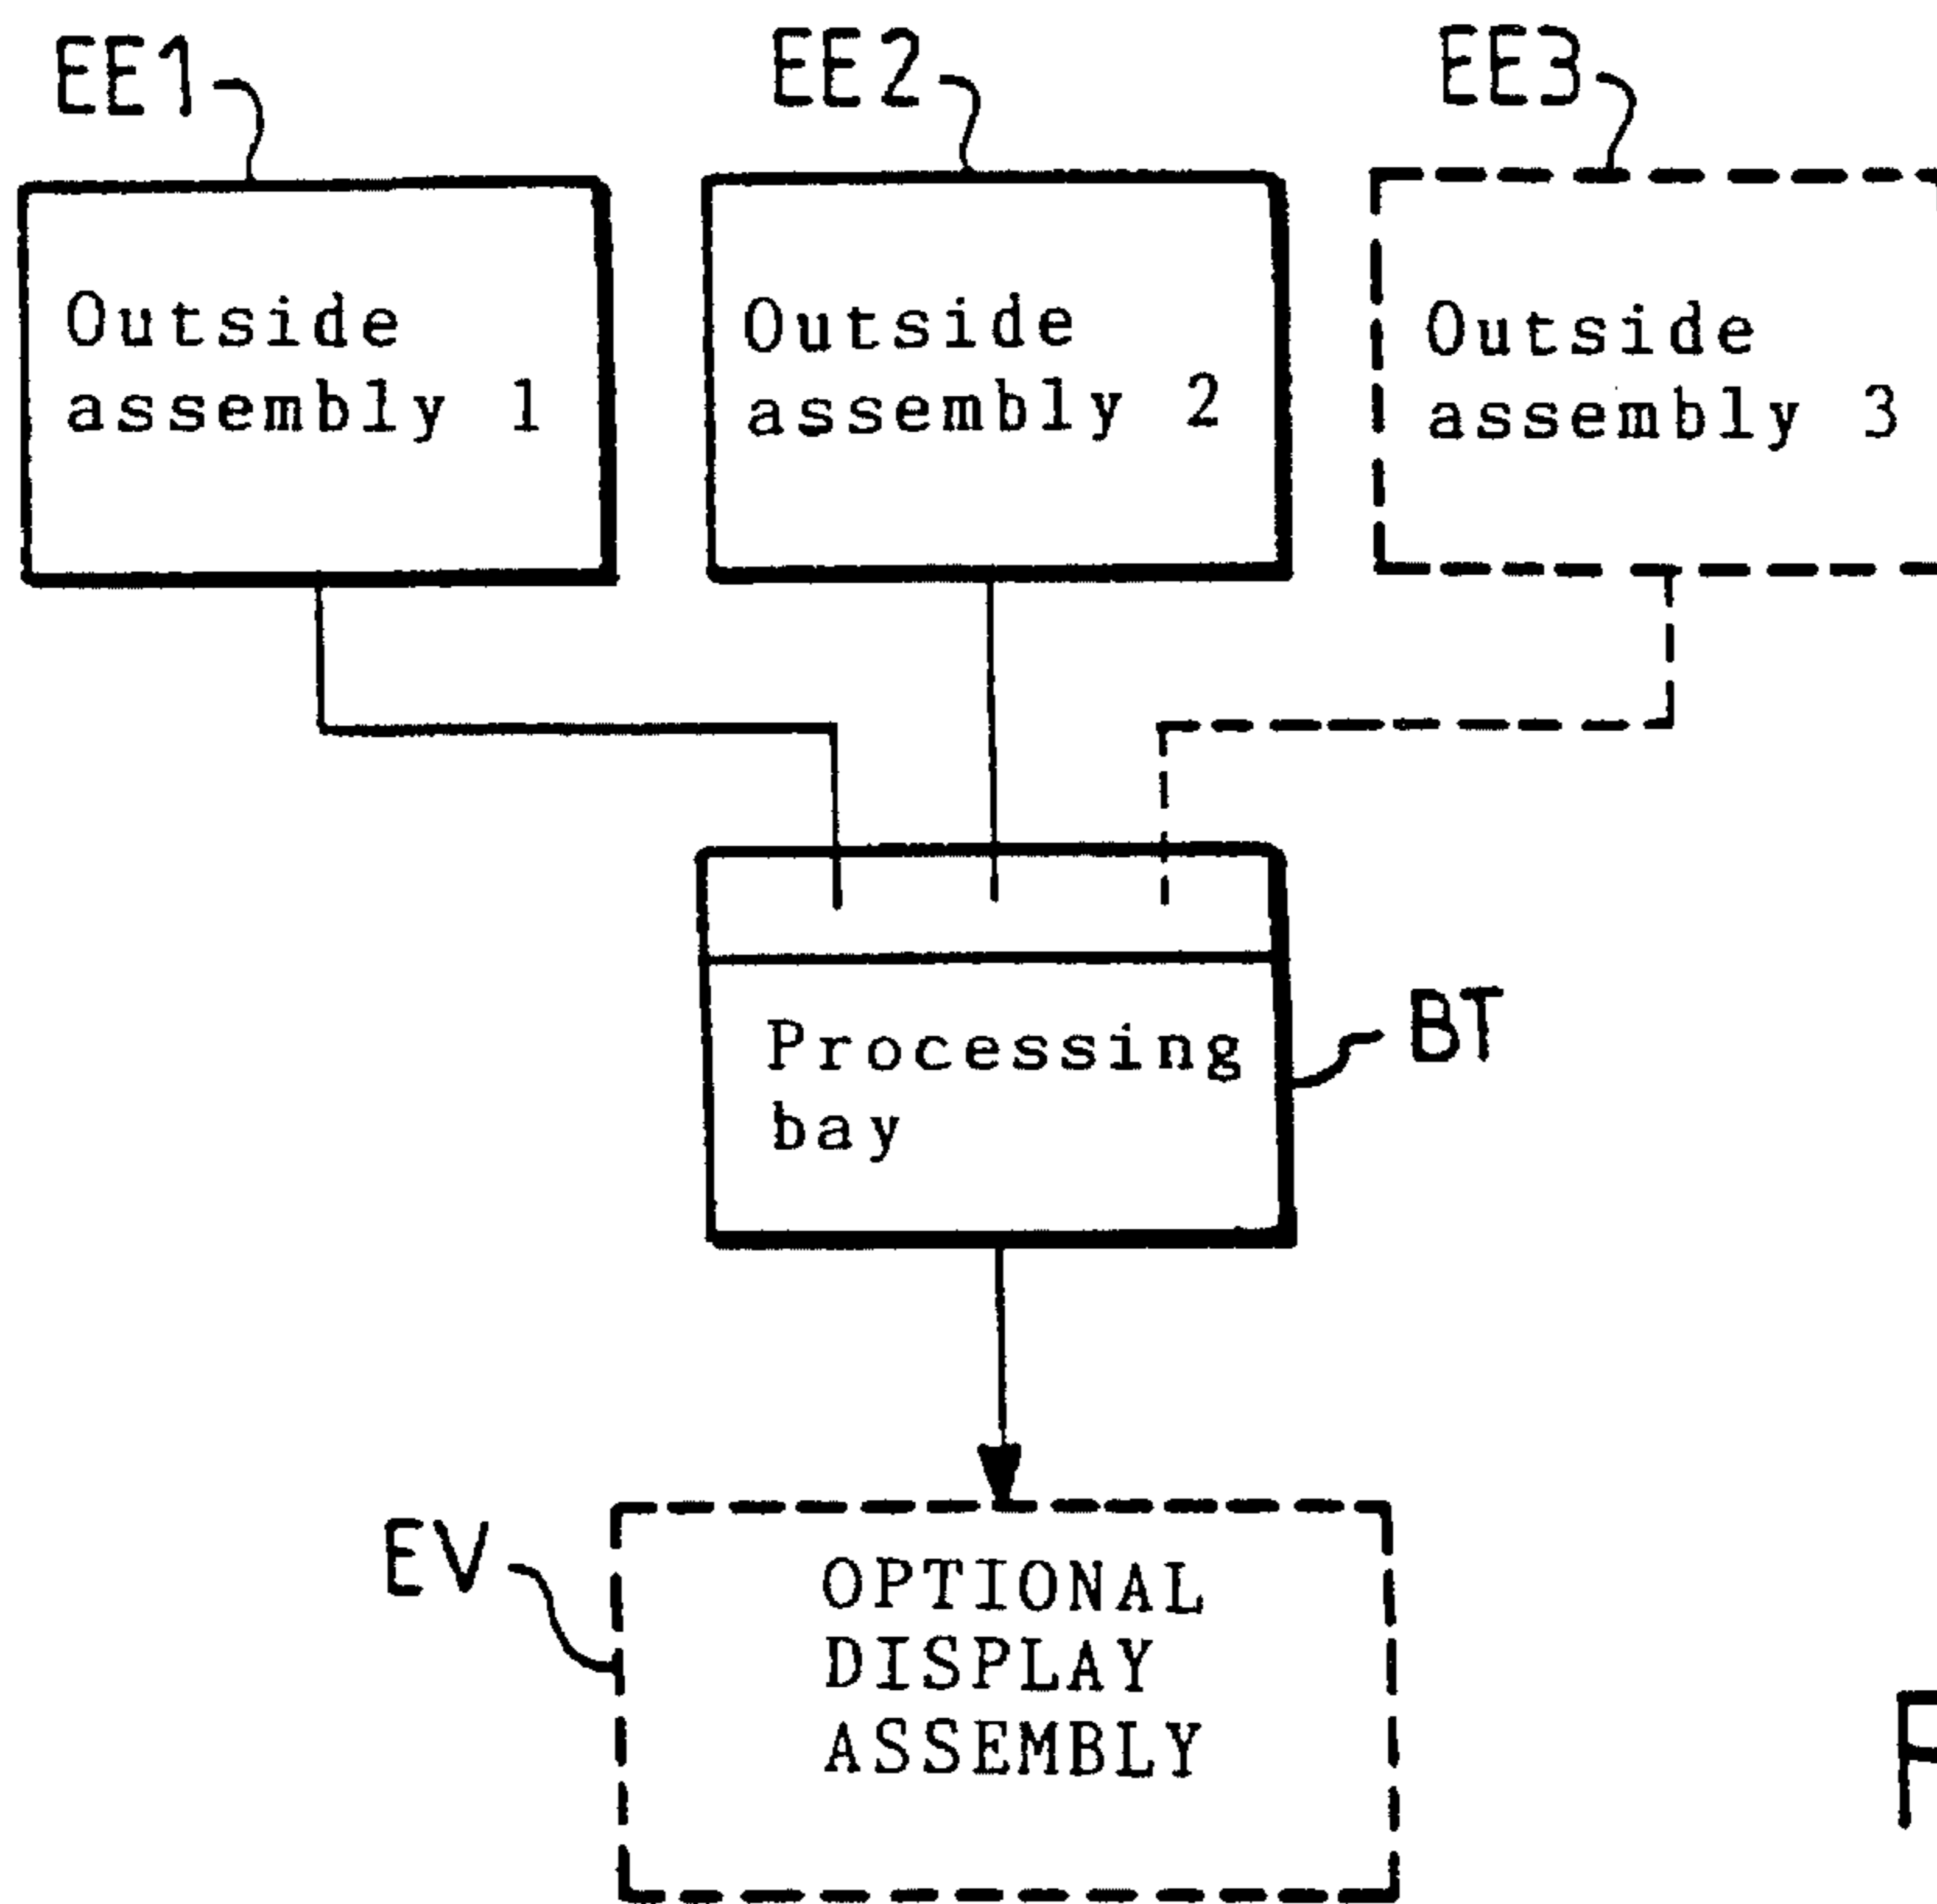 EE1
EE2
EE3
Outside
assembly 1
Outside
assembly 2
Outside
assembly 3
Processing
bay
BT
EV
OPTIONAL
DISPLAY
ASSEMBLY